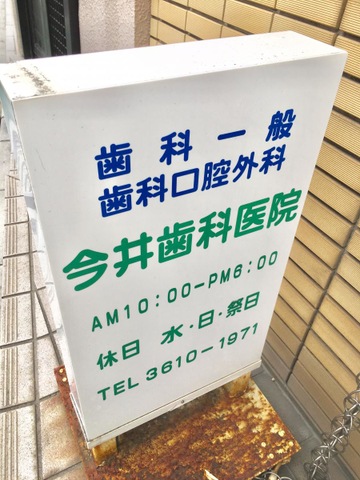 歯科一般
歯科口腔外科
今井歯科医院
AM10:00-PM6:00
休日 水・日・祭日
TEL 3610-1971